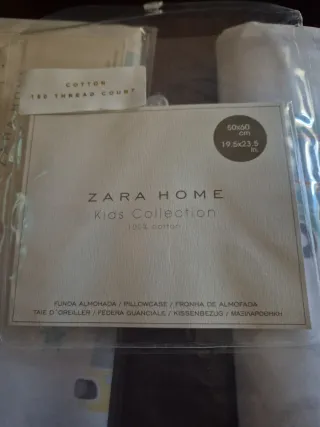 COTTON
180 THREAD COUNT
50x60
cm
19.5x23.5
in.
ZARA HOME
Kids Collection
100% cotton
FUNDA ALMOHADA / PILLOWCASE / FRONHA DE ALMOFADA
TAIE D'OREILLER / FEDERA GUANCIALE / KISSENBEZUG / ΜΑΞΙΛΑΡΟΘΗΚΗ